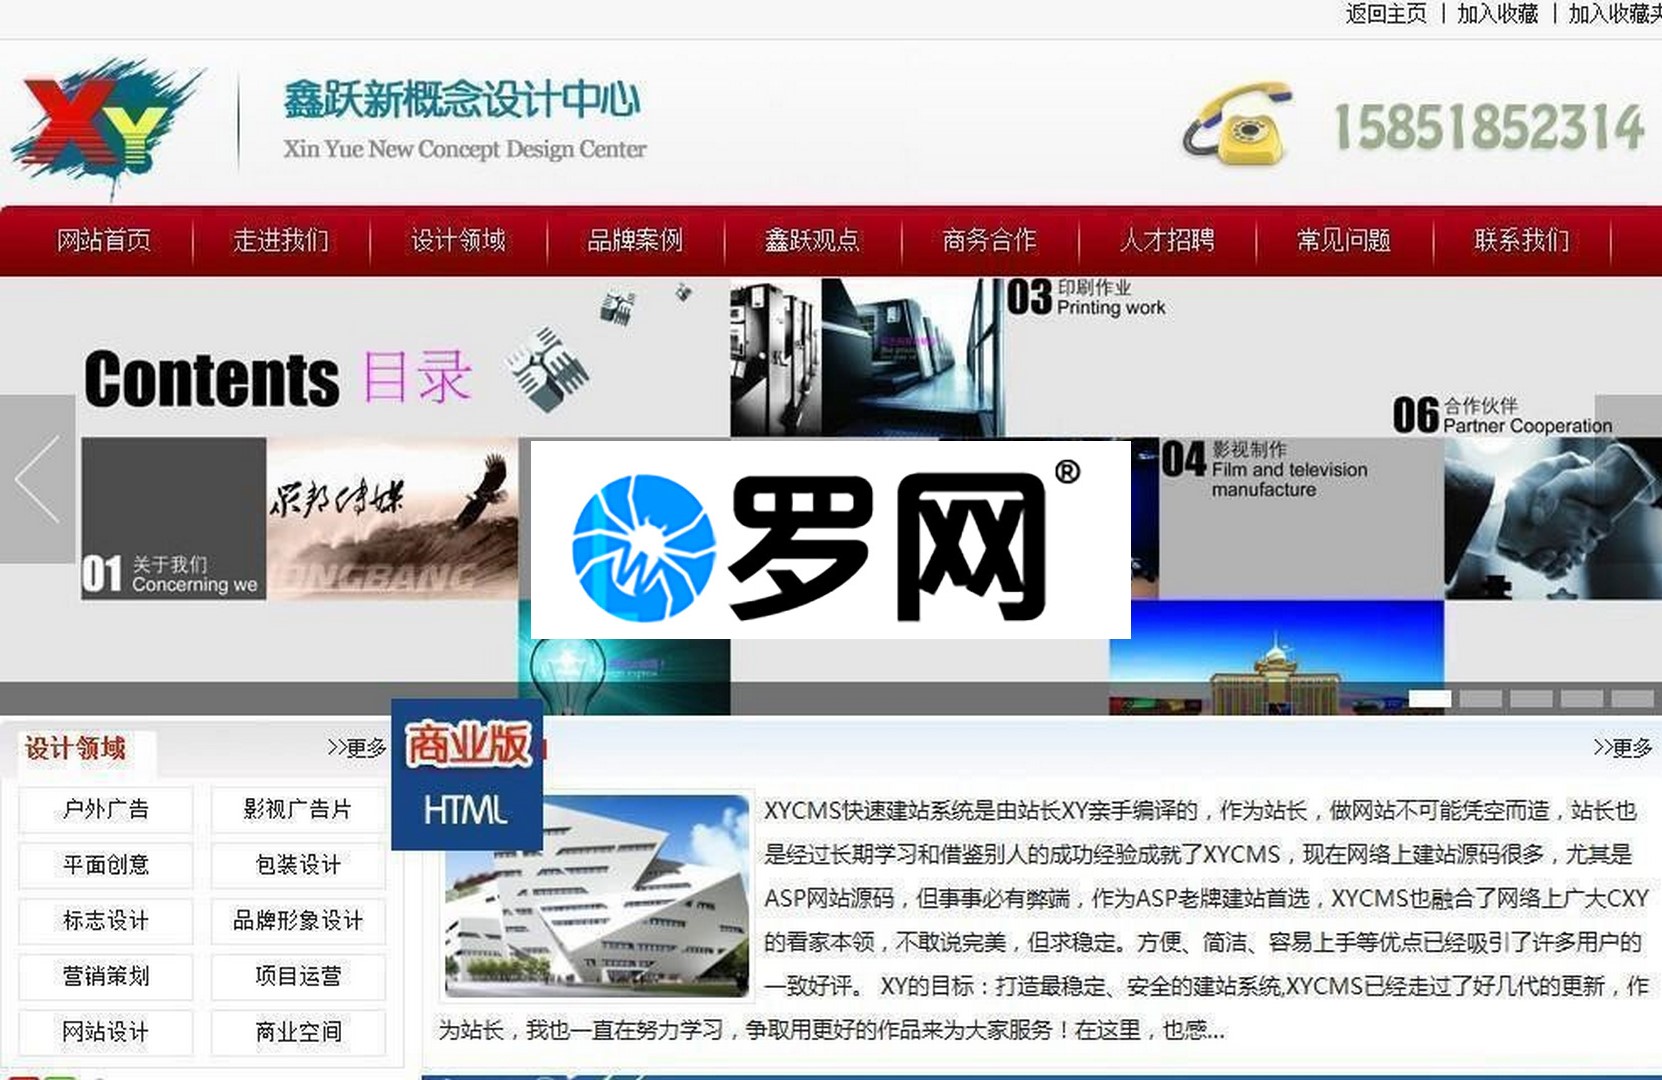 返回主页 | 加入收藏 | 加入收藏夹
XY
鑫跃新概念设计中心
Xin Yue New Concept Design Center
15851852314
网站首页 走进我们 设计领域 品牌案例 鑫跃观点 商务合作 人才招聘 常见问题 联系我们
03 印刷作业
Printing work
Contents 目录
06 合作伙伴
Partner Cooperation
04 影视制作
Film and television
manufacture
众邦传媒
01 关于我们
Concerning we
ONGBANG
罗网®
设计领域 >>更多
商业版
HTML
>>更多
户外广告 影视广告片
平面创意 包装设计
标志设计 品牌形象设计
营销策划 项目运营
网站设计 商业空间
XYCMS快速建站系统是由站长XY亲手编译的，作为站长，做网站不可能凭空而造，站长也
是经过长期学习和借鉴别人的成功经验成就了XYCMS，现在网络上建站源码很多，尤其是
ASP网站源码，但事事必有弊端，作为ASP老牌建站首选，XYCMS也融合了网络上广大CXY
的看家本领，不敢说完美，但求稳定。方便、简洁、容易上手等优点已经吸引了许多用户的
一致好评。 XY的目标：打造最稳定、安全的建站系统,XYCMS已经走过了好几代的更新，作
为站长，我也一直在努力学习，争取用更好的作品来为大家服务！在这里，也感...